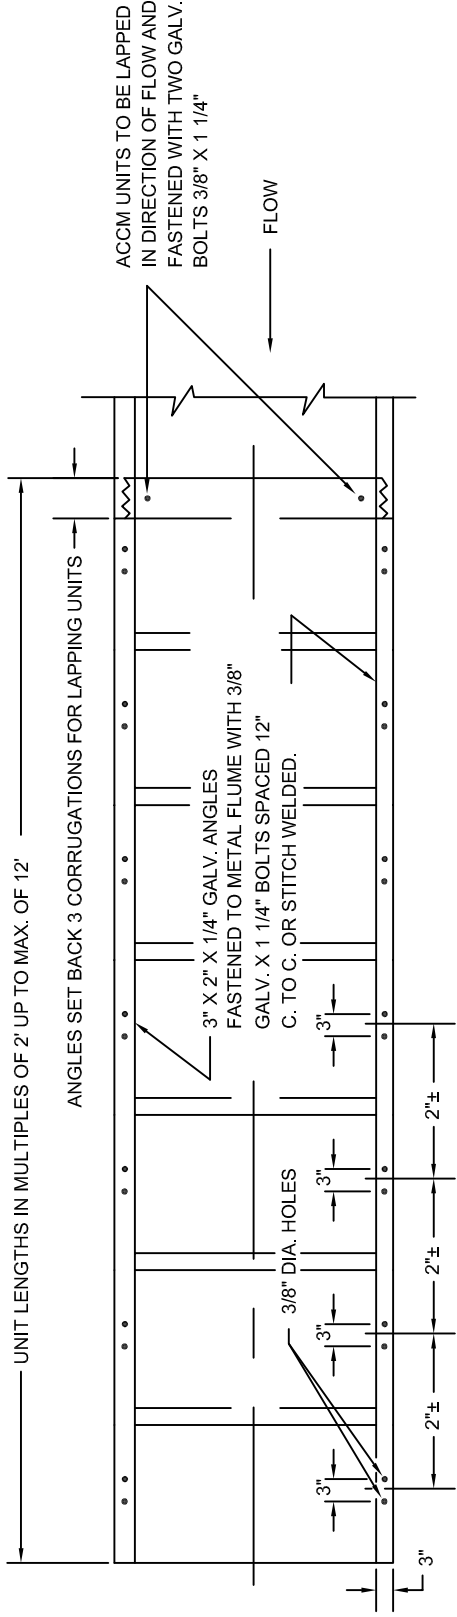 UNIT LENGTHS IN MULTIPLES OF 2' UP TO MAX. OF 12'
ANGLES SET BACK 3 CORRUGATIONS FOR LAPPING UNITS
ACCM UNITS TO BE LAPPED
IN DIRECTION OF FLOW AND
FASTENED WITH TWO GALV.
BOLTS 3/8" X 1 1/4"
FLOW
3" X 2" X 1/4" GALV. ANGLES
FASTENED TO METAL FLUME WITH 3/8"
GALV. X 1 1/4" BOLTS SPACED 12"
C. TO C. OR STITCH WELDED.
3/8" DIA. HOLES
3"
3"
3"
3"
2"±
2"±
2"±
3"